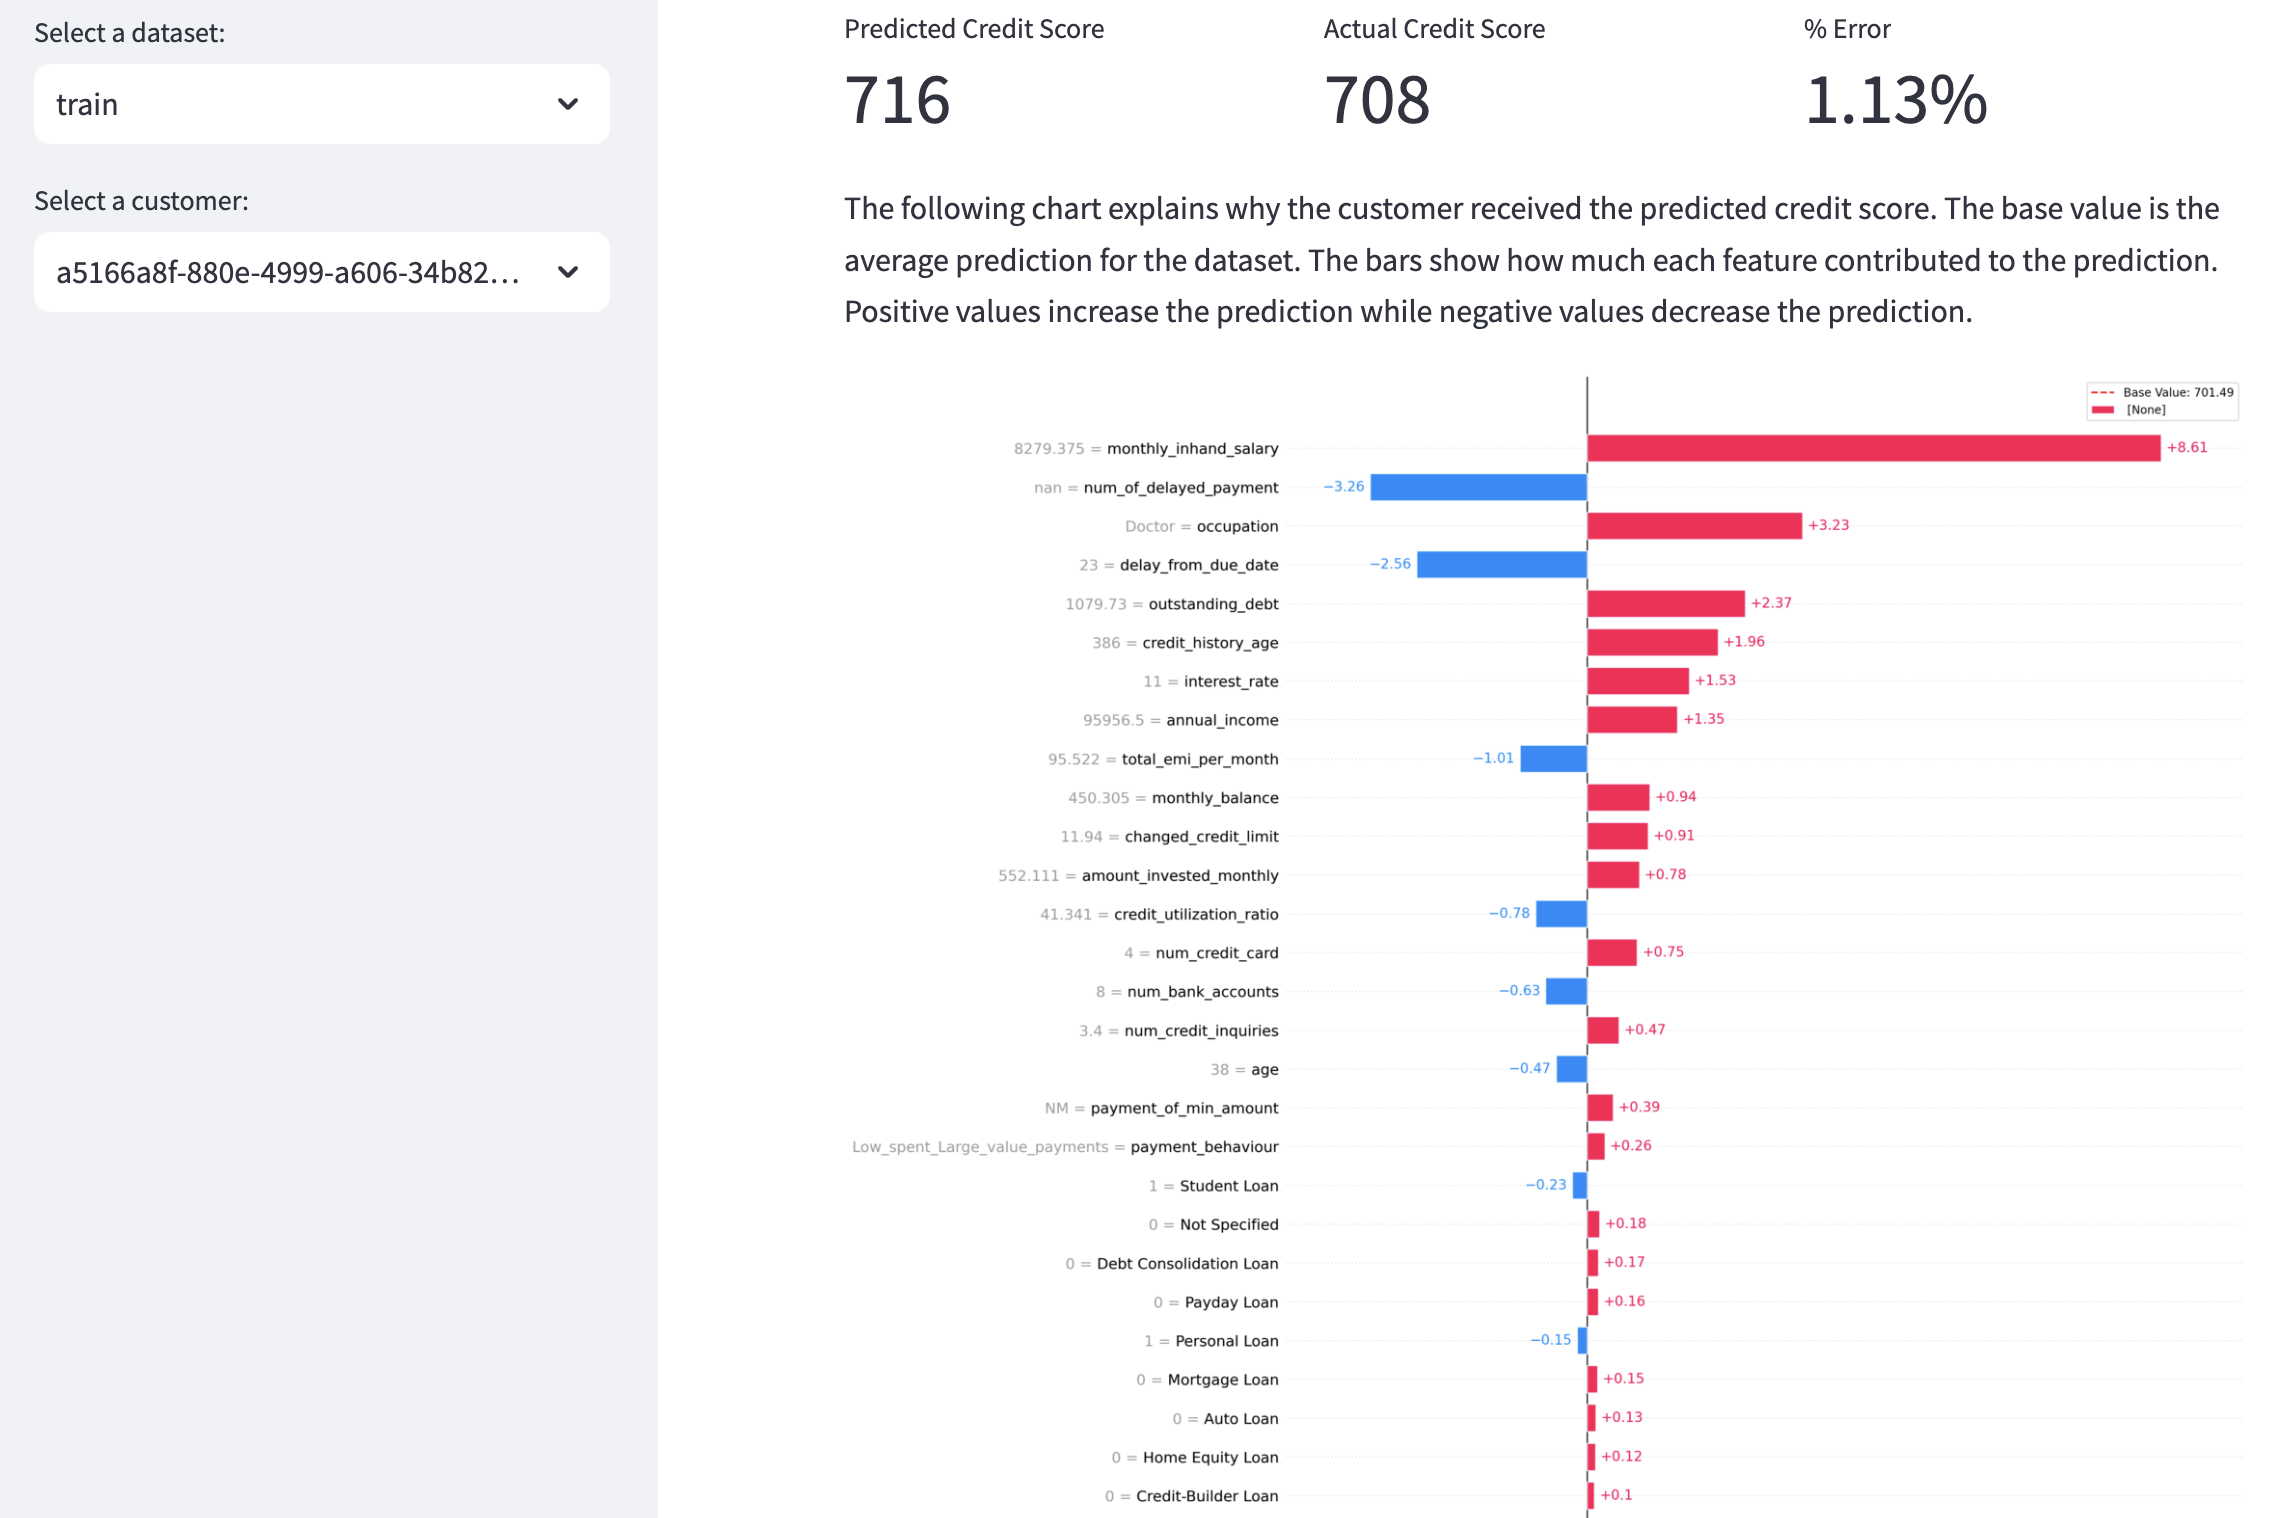 Select a dataset:
train
Select a customer:
a5166a8f-880e-4999-a606-34b82...
Predicted Credit Score
716
Actual Credit Score
708
% Error
1.13%
The following chart explains why the customer received the predicted credit score. The base value is the
average prediction for the dataset. The bars show how much each feature contributed to the prediction.
Positive values increase the prediction while negative values decrease the prediction.
Base Value: 701.49
[None]
8279.375 = monthly_inhand_salary +8.61
nan = num_of_delayed_payment −3.26
Doctor = occupation +3.23
23 = delay_from_due_date −2.56
1079.73 = outstanding_debt +2.37
386 = credit_history_age +1.96
11 = interest_rate +1.53
95956.5 = annual_income +1.35
95.522 = total_emi_per_month −1.01
450.305 = monthly_balance +0.94
11.94 = changed_credit_limit +0.91
552.111 = amount_invested_monthly +0.78
41.341 = credit_utilization_ratio −0.78
4 = num_credit_card +0.75
8 = num_bank_accounts −0.63
3.4 = num_credit_inquiries +0.47
38 = age −0.47
NM = payment_of_min_amount +0.39
Low_spent_Large_value_payments = payment_behaviour +0.26
1 = Student Loan −0.23
0 = Not Specified +0.18
0 = Debt Consolidation Loan +0.17
0 = Payday Loan +0.16
1 = Personal Loan −0.15
0 = Mortgage Loan +0.15
0 = Auto Loan +0.13
0 = Home Equity Loan +0.12
0 = Credit-Builder Loan +0.1